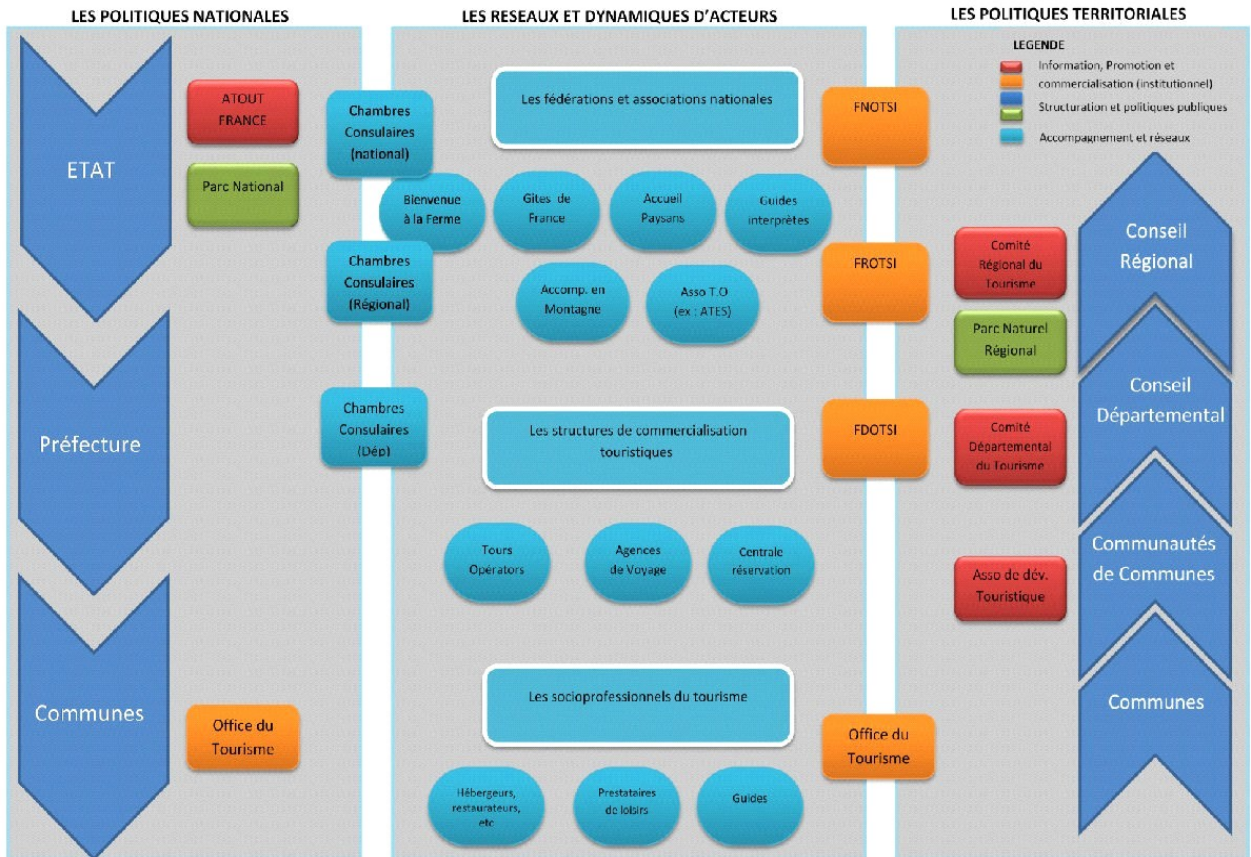 LES POLITIQUES NATIONALES
LES RESEAUX ET DYNAMIQUES D'ACTEURS
LES POLITIQUES TERRITORIALES
ETAT
Préfecture
Communes
ATOUT
FRANCE
Parc National
Office du
Tourisme
Chambres
Consulaires
(national)
Chambres
Consulaires
(Régional)
Chambres
Consulaires
(Dép)
Les fédérations et associations nationales
Bienvenue
à la Ferme
Gîtes de
France
Accueil
Paysans
Guides
interprètes
Accomp. en
Montagne
Asso T.O
(ex : ATES)
Les structures de commercialisation
touristiques
Tours
Opérators
Agences
de Voyage
Centrale
réservation
Les socioprofessionnels du tourisme
Hébergeurs,
restaurateurs,
etc
Prestataires
de loisirs
Guides
FNOTSI
FROTSI
FDOTSI
Office du
Tourisme
LEGENDE
Information, Promotion et
commercialisation (institutionnel)
Structuration et politiques publiques
Accompagnement et réseaux
Comité
Régional du
Tourisme
Parc Naturel
Régional
Comité
Départemental
du Tourisme
Asso de dév.
Touristique
Conseil
Régional
Conseil
Départemental
Communautés
de Communes
Communes